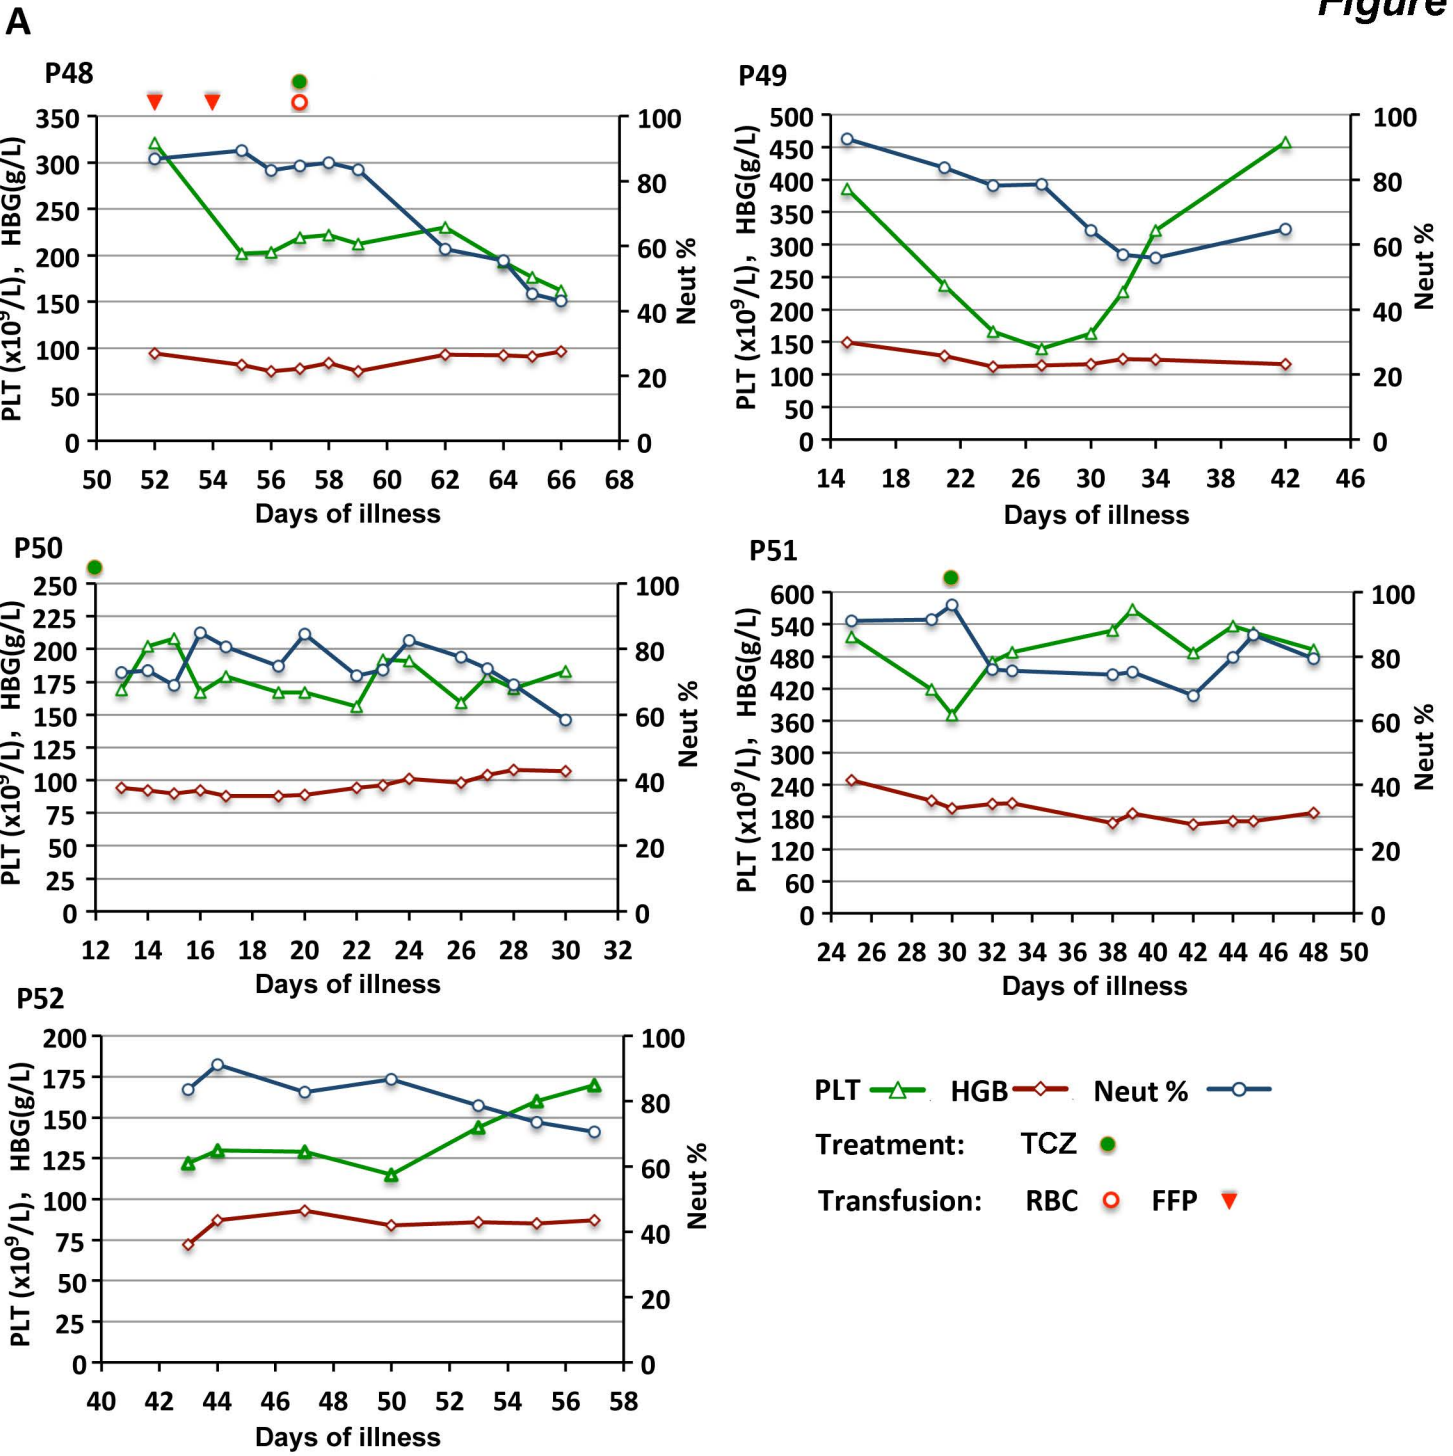 A
Figure
P48
350
300
250
200
150
100
50
0
PLT (x10⁹/L), HBG(g/L)
100
80
60
40
20
0
Neut %
50 52 54 56 58 60 62 64 66 68
Days of illness
P49
500
450
400
350
300
250
200
150
100
50
0
PLT (x10⁹/L), HBG(g/L)
100
80
60
40
20
0
Neut %
14 18 22 26 30 34 38 42 46
Days of illness
P50
250
225
200
175
150
125
100
75
50
25
0
PLT (x10⁹/L), HBG(g/L)
100
80
60
40
20
0
Neut %
12 14 16 18 20 22 24 26 28 30 32
Days of illness
P51
600
540
480
420
360
300
240
180
120
60
0
PLT (x10⁹/L), HBG(g/L)
100
80
60
40
20
0
Neut %
24 26 28 30 32 34 36 38 40 42 44 46 48 50
Days of illness
P52
200
175
150
125
100
75
50
25
0
PLT (x10⁹/L), HBG(g/L)
100
80
60
40
20
0
Neut %
40 42 44 46 48 50 52 54 56 58
Days of illness
PLT HGB Neut %
Treatment: TCZ
Transfusion: RBC FFP